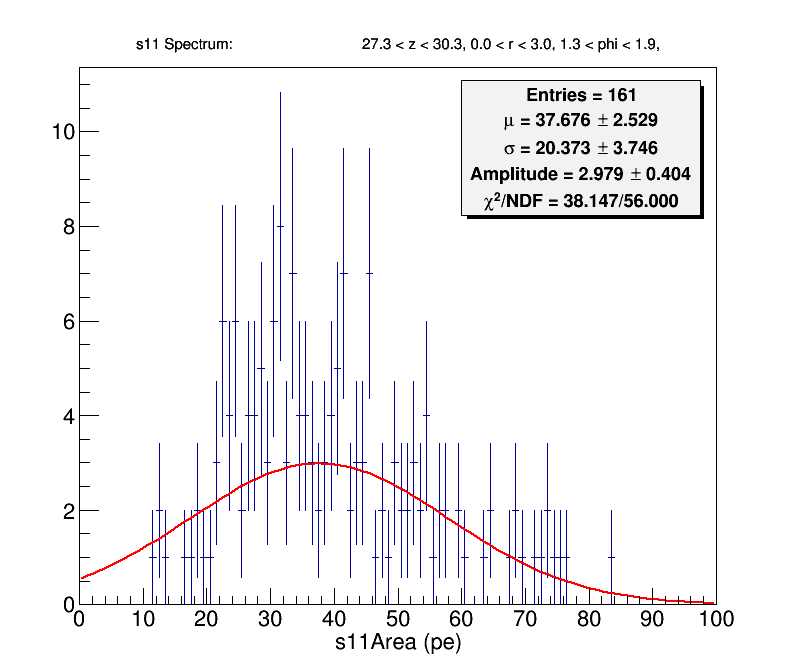 s11 Spectrum: 27.3 < z < 30.3, 0.0 < r < 3.0, 1.3 < phi < 1.9,
Entries = 161
μ = 37.676 ± 2.529
σ = 20.373 ± 3.746
Amplitude = 2.979 ± 0.404
χ²/NDF = 38.147/56.000
10
8
6
4
2
0
0 10 20 30 40 50 60 70 80 90 100
s11Area (pe)